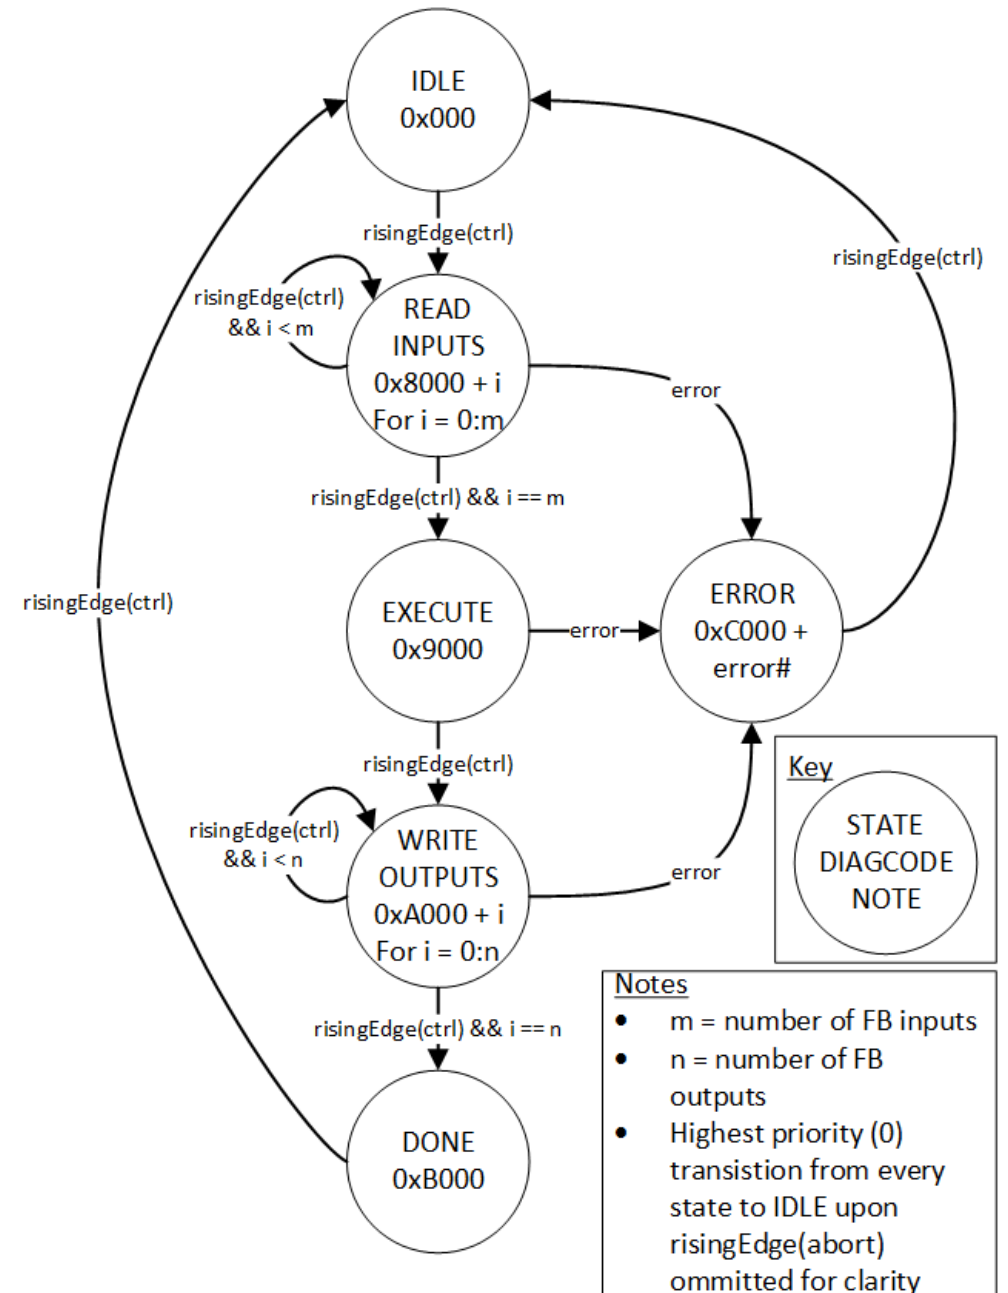 IDLE
0x000
risingEdge(ctrl)
risingEdge(ctrl)
risingEdge(ctrl)
&& i < m
READ
INPUTS
0x8000 + i
For i = 0:m
error
risingEdge(ctrl) && i == m
risingEdge(ctrl)
EXECUTE
0x9000
error
ERROR
0xC000 +
error#
risingEdge(ctrl)
risingEdge(ctrl)
&& i < n
WRITE
OUTPUTS
0xA000 + i
For i = 0:n
error
risingEdge(ctrl) && i == n
DONE
0xB000
Key
STATE
DIAGCODE
NOTE
Notes
• m = number of FB inputs
• n = number of FB
outputs
• Highest priority (0)
transistion from every
state to IDLE upon
risingEdge(abort)
ommitted for clarity